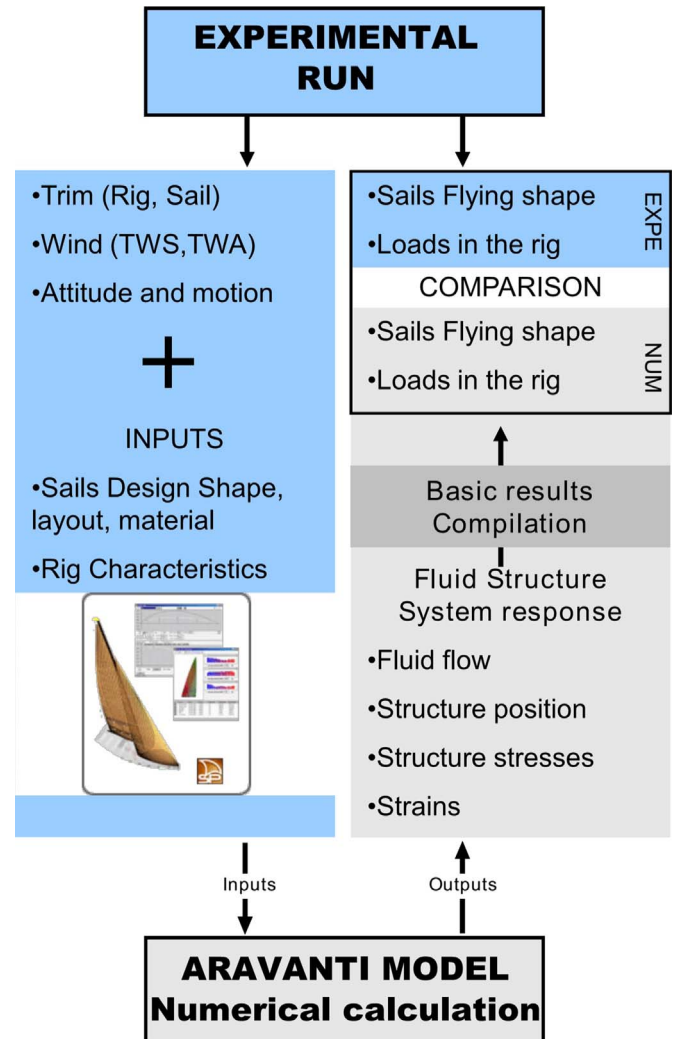 EXPERIMENTAL
RUN
•Trim (Rig, Sail)
•Wind (TWS,TWA)
•Attitude and motion
+
INPUTS
•Sails Design Shape,
layout, material
•Rig Characteristics
•Sails Flying shape
•Loads in the rig
EXPE
COMPARISON
•Sails Flying shape
•Loads in the rig
NUM
Basic results
Compilation
Fluid Structure
System response
•Fluid flow
•Structure position
•Structure stresses
•Strains
Inputs
Outputs
ARAVANTI MODEL
Numerical calculation